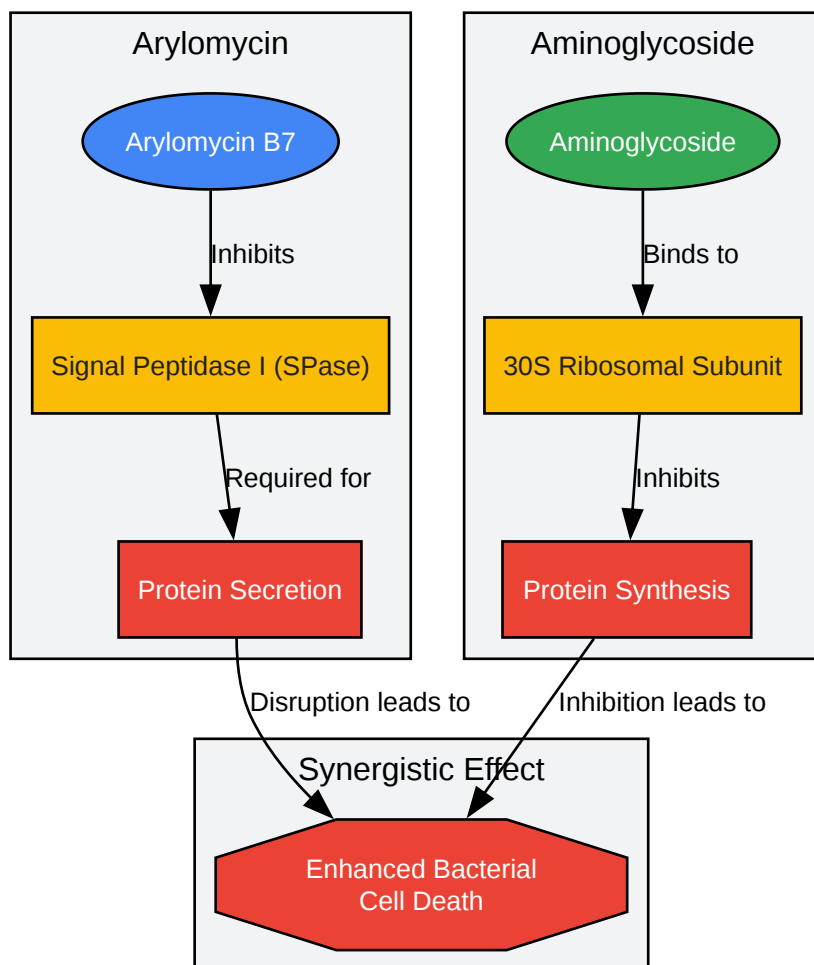 Arylomycin
Arylomycin B7
Inhibits
Signal Peptidase I (SPase)
Required for
Protein Secretion
Disruption leads to
Aminoglycoside
Aminoglycoside
Binds to
30S Ribosomal Subunit
Inhibits
Protein Synthesis
Inhibition leads to
Synergistic Effect
Enhanced Bacterial
Cell Death